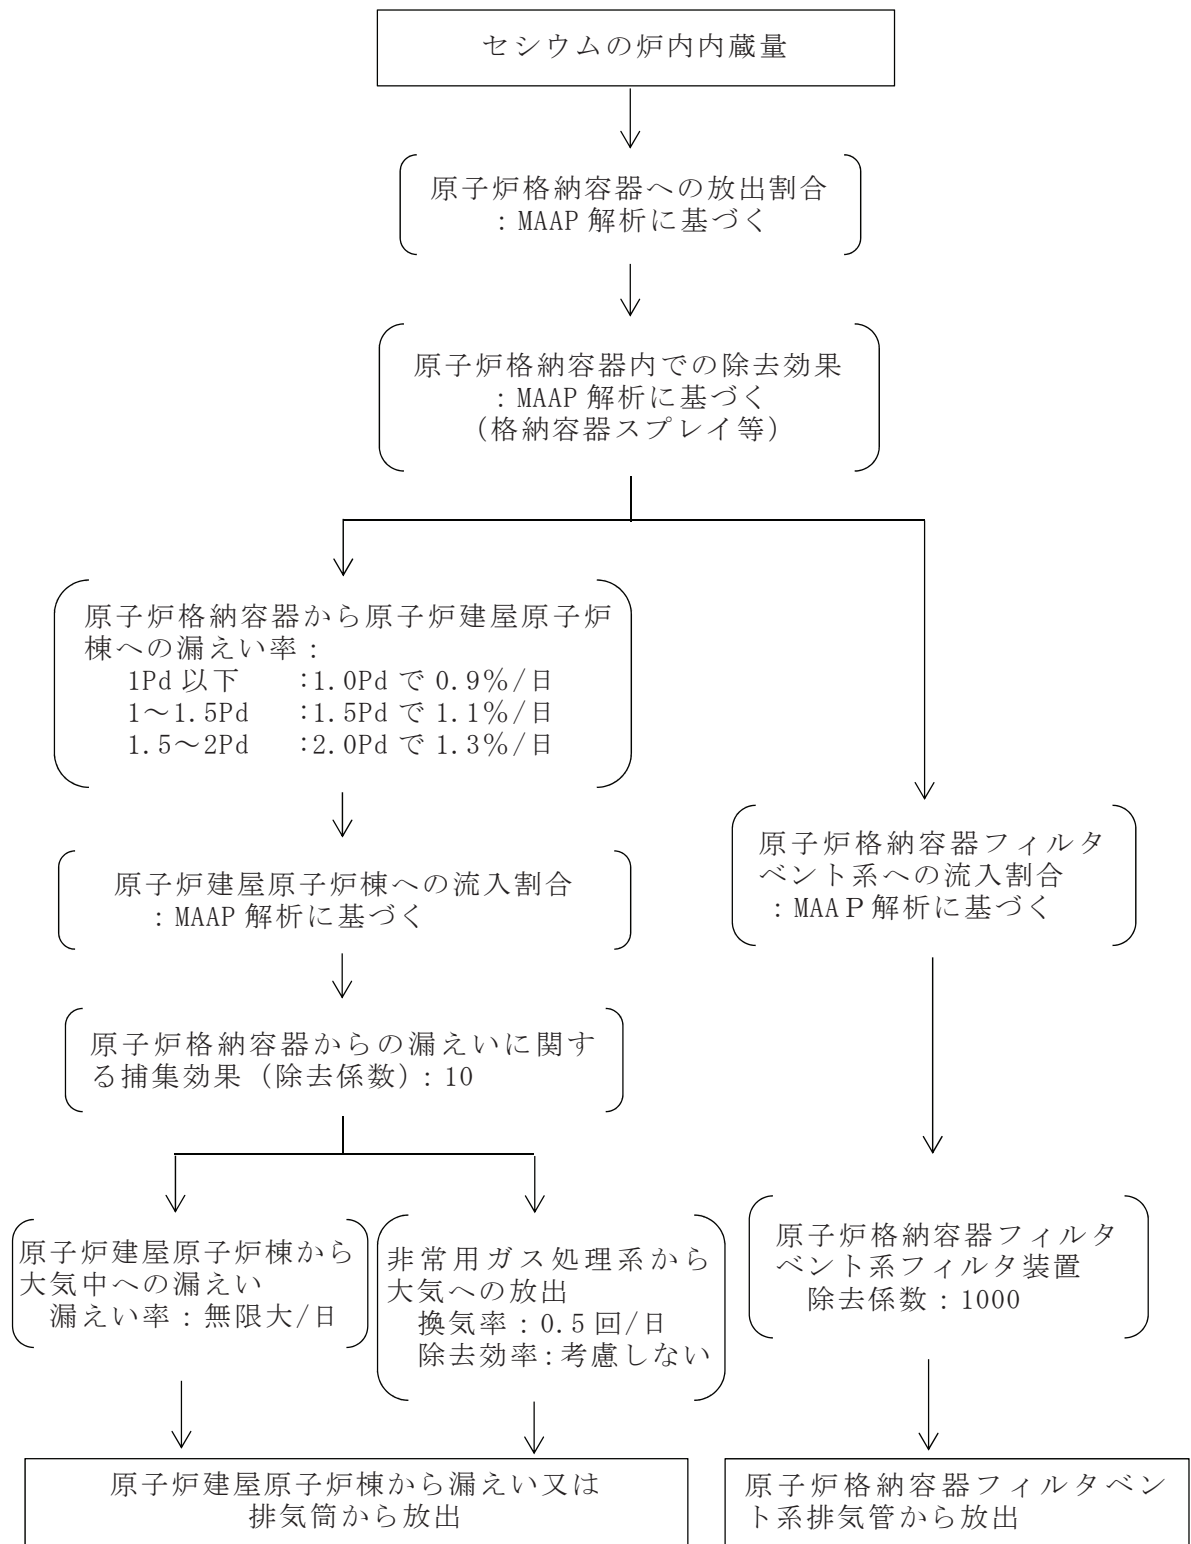 セシウムの炉内内蔵量
原子炉格納容器への放出割合
:MAAP 解析に基づく
原子炉格納容器内での除去効果
:MAAP 解析に基づく
(格納容器スプレイ等)
原子炉格納容器から原子炉建屋原子炉
棟への漏えい率:
1Pd 以下 :1.0Pd で 0.9%/日
1~1.5Pd :1.5Pd で 1.1%/日
1.5~2Pd :2.0Pd で 1.3%/日
原子炉建屋原子炉棟への流入割合
:MAAP 解析に基づく
原子炉格納容器からの漏えいに関す
る捕集効果(除去係数):10
原子炉建屋原子炉棟から
大気中への漏えい
漏えい率:無限大/日
非常用ガス処理系から
大気への放出
換気率:0.5 回/日
除去効率:考慮しない
原子炉建屋原子炉棟から漏えい又は
排気筒から放出
原子炉格納容器フィルタ
ベント系への流入割合
:MAAP 解析に基づく
原子炉格納容器フィルタ
ベント系フィルタ装置
除去係数:1000
原子炉格納容器フィルタベン
ト系排気管から放出